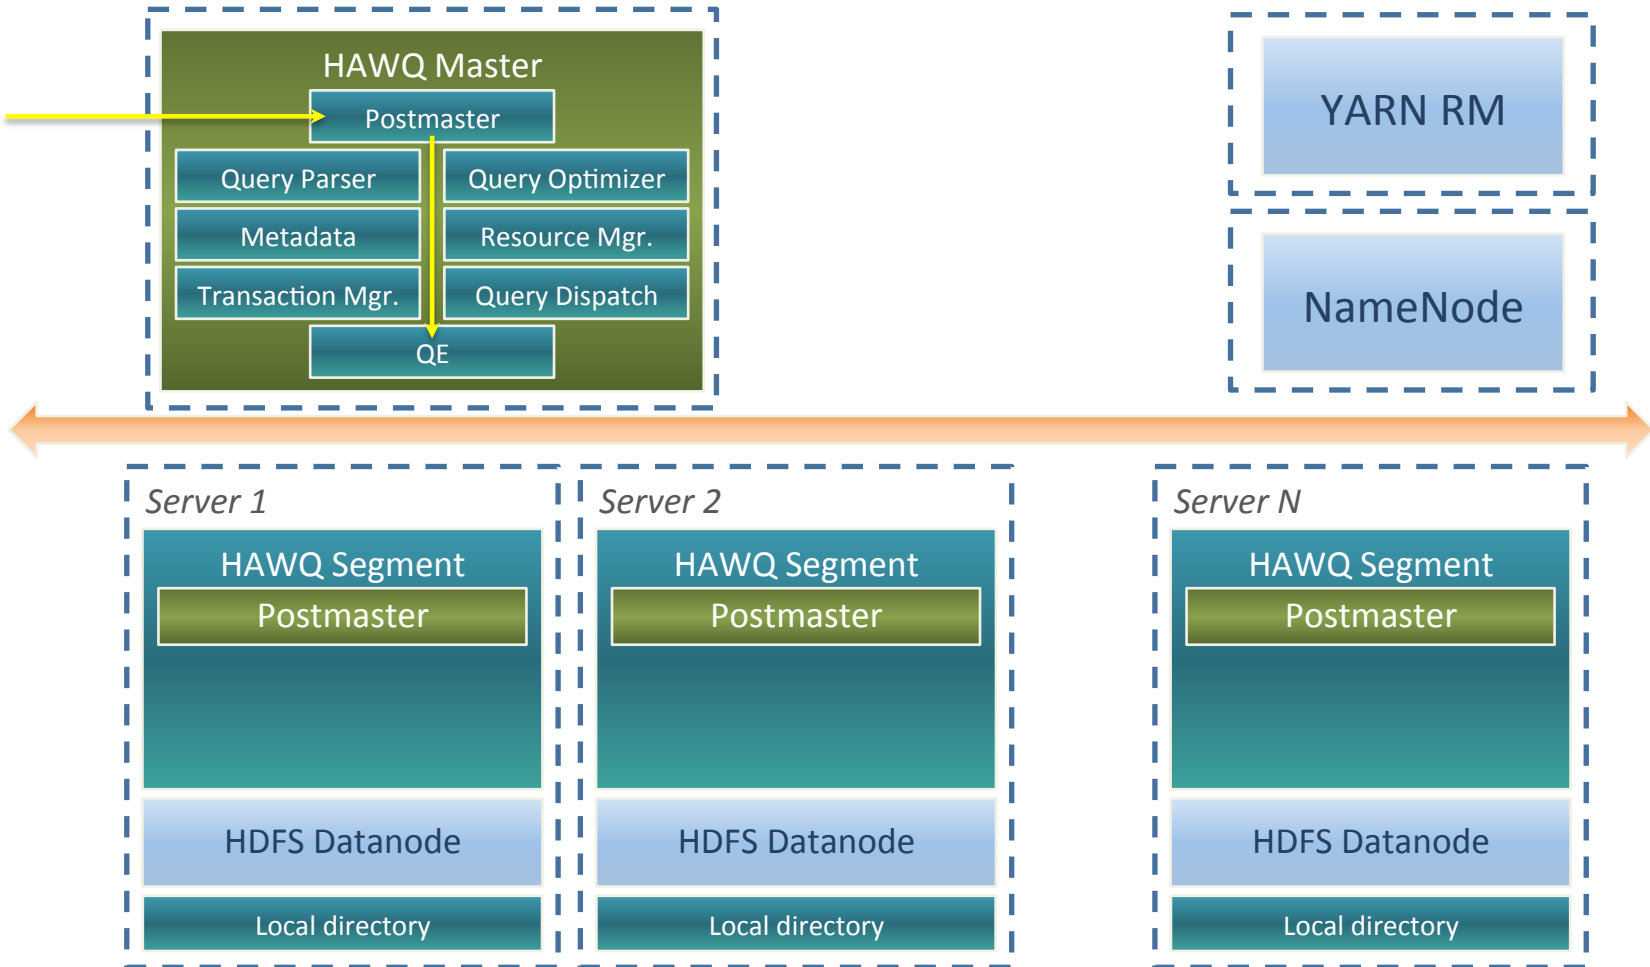 HAWQ Master
Postmaster
Query Parser
Query Optimizer
Metadata
Resource Mgr.
Transaction Mgr.
Query Dispatch
QE
YARN RM
NameNode
Server 1
HAWQ Segment
Postmaster
HDFS Datanode
Local directory
Server 2
HAWQ Segment
Postmaster
HDFS Datanode
Local directory
Server N
HAWQ Segment
Postmaster
HDFS Datanode
Local directory